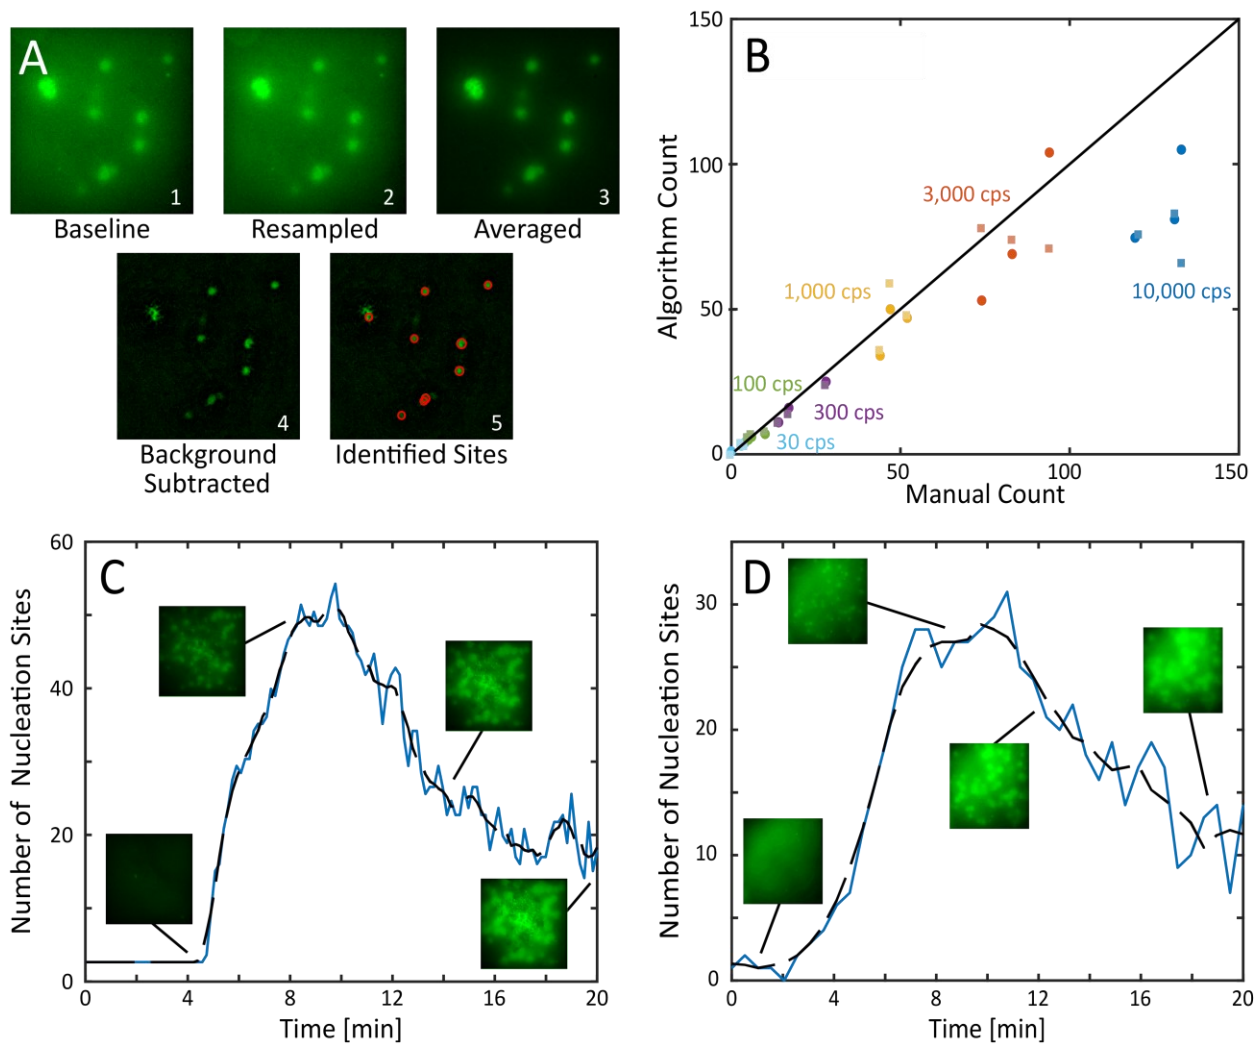 A
1
Baseline
2
Resampled
3
Averaged
4
Background
Subtracted
5
Identified Sites
B
150
100
50
0
Algorithm Count
3,000 cps
1,000 cps
10,000 cps
100 cps
300 cps
30 cps
0
50
100
150
Manual Count
C
60
40
20
0
Number of Nucleation Sites
0
4
8
12
16
20
Time [min]
D
30
20
10
0
Number of Nucleation Sites
0
4
8
12
16
20
Time [min]